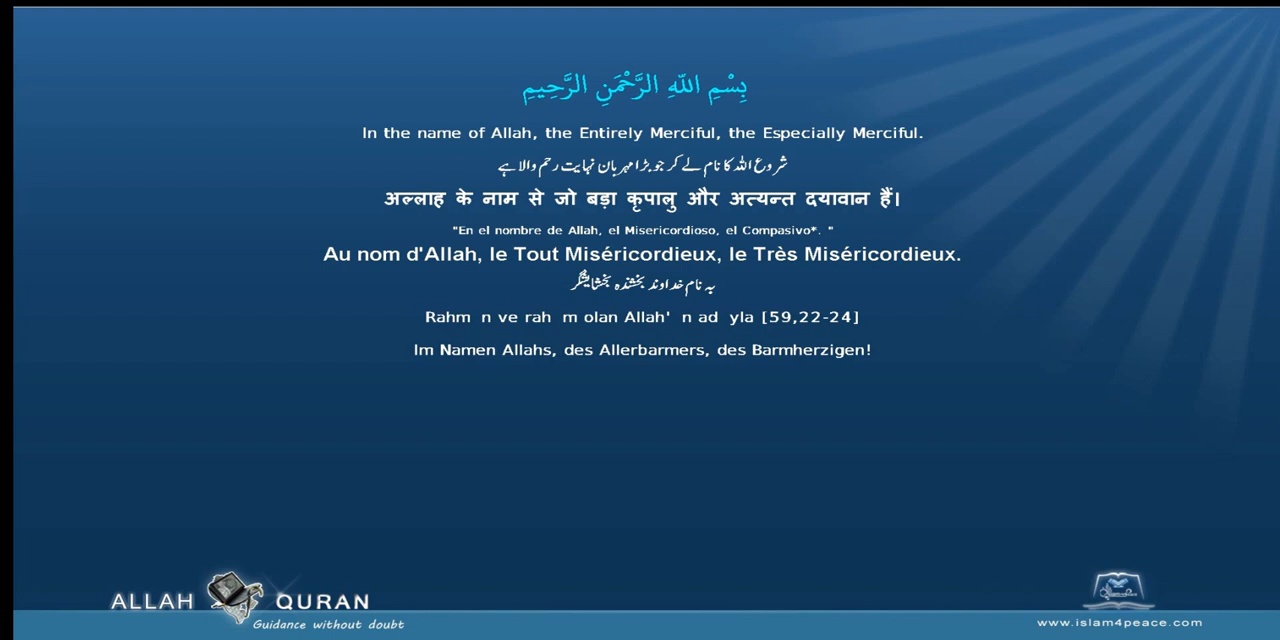 بِسْمِ اللّٰهِ الرَّحْمَنِ الرَّحِيمِ
In the name of Allah, the Entirely Merciful, the Especially Merciful.
شروع اللہ کا نام لے کر جو بڑا مہربان نہایت رحم والا ہے
अल्लाह के नाम से जो बड़ा कृपालु और अत्यन्त दयावान हैं।
"En el nombre de Allah, el Misericordioso, el Compasivo*. "
Au nom d'Allah, le Tout Miséricordieux, le Très Miséricordieux.
به نام خداوند بخشنده بخشایشگر
Rahm n ve rah m olan Allah' n ad yla [59,22-24]
Im Namen Allahs, des Allerbarmers, des Barmherzigen!
ALLAH QURAN
Guidance without doubt
www.islam4peace.com